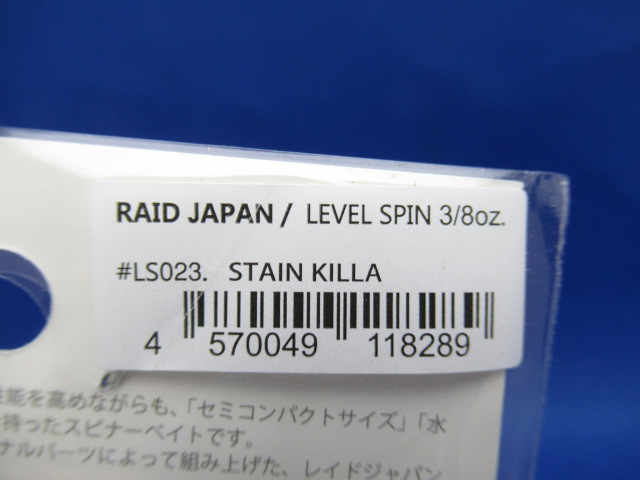 RAID JAPAN / LEVEL SPIN 3/8oz.
#LS023. STAIN KILLA
4 570049 118289
能を高めながらも、「セミコンパクトサイズ」「水
持ったスピナーベイトです。
ナルパーツによって組み上げた、レイドジャパン